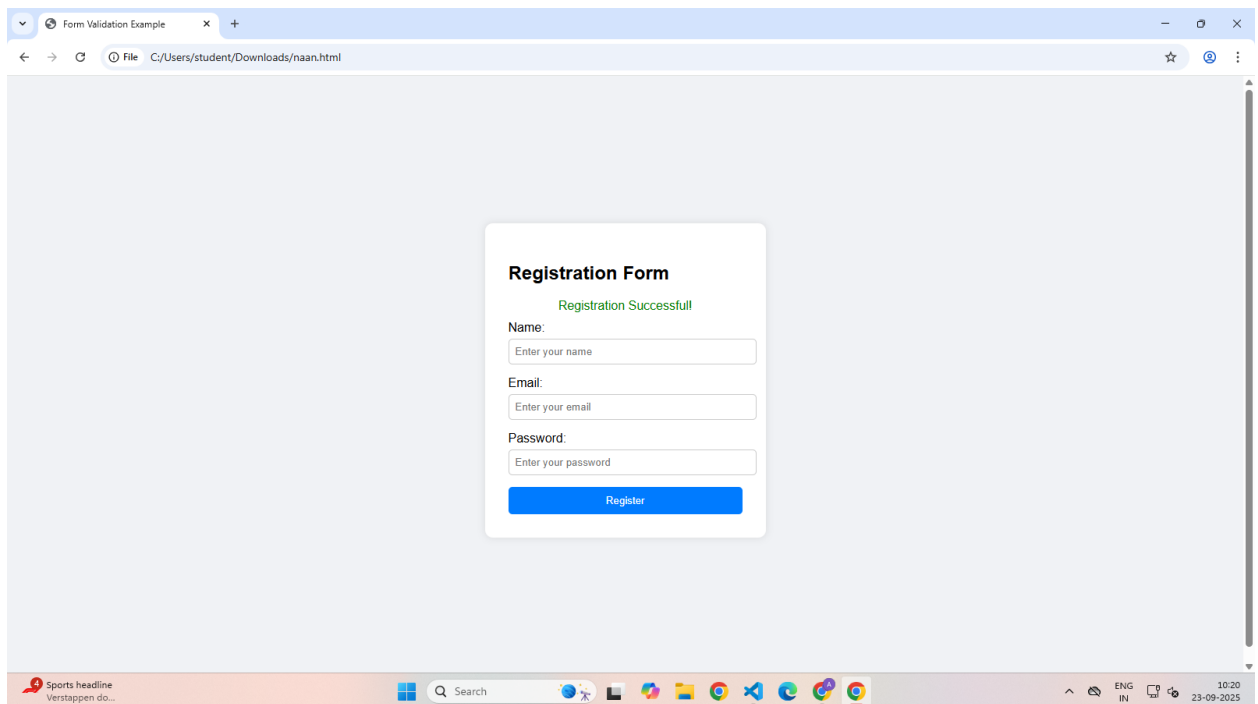 Form Validation Example
File C:/Users/student/Downloads/naan.html
Registration Form
Registration Successful!
Name:
Enter your name
Email:
Enter your email
Password:
Enter your password
Register
4
Sports headline
Verstappen do...
Search
A
ENG
IN
10:20
23-09-2025